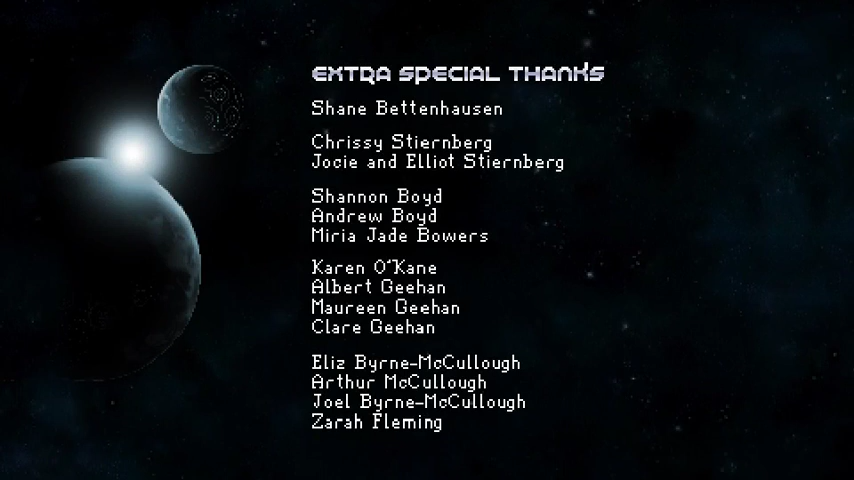 EXTRA SPECIAL THANKS
Shane Bettenhausen
Chrissy Stiernberg
Jocie and Elliot Stiernberg
Shannon Boyd
Andrew Boyd
Miria Jade Bowers
Karen O'Kane
Albert Geehan
Maureen Geehan
Clare Geehan
Eliz Byrne-McCullough
Arthur McCullough
Joel Byrne-McCullough
Zarah Fleming